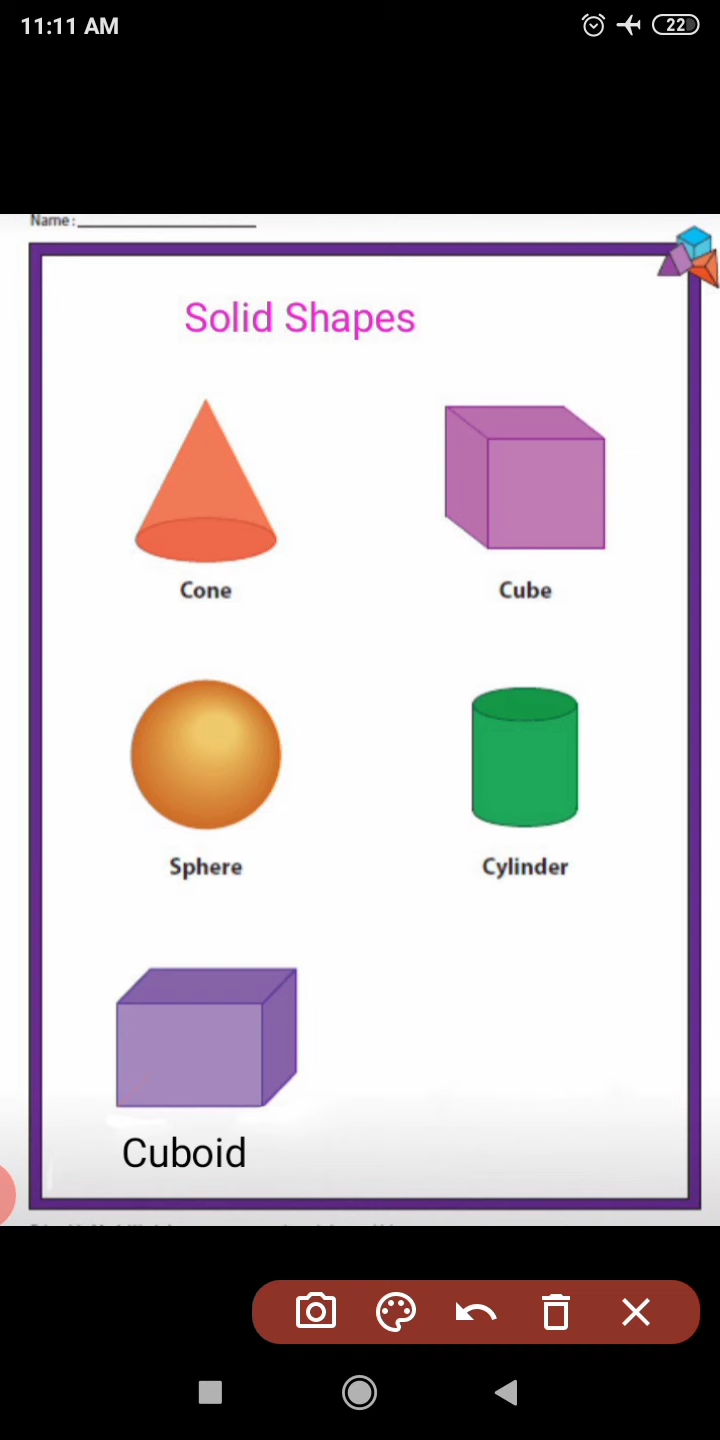 11:11 AM
22
Name:
Solid Shapes
Cone
Cube
Sphere
Cylinder
Cuboid